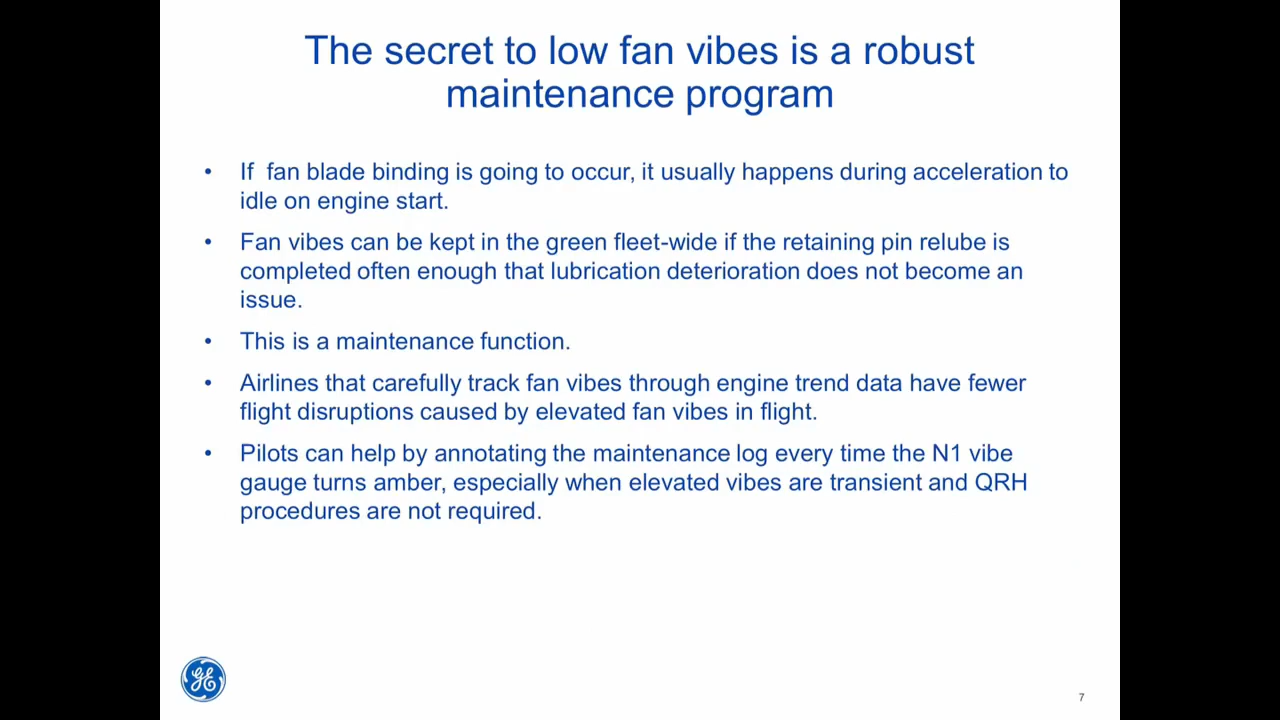 The secret to low fan vibes is a robust
maintenance program
• If  fan blade binding is going to occur, it usually happens during acceleration to
idle on engine start.
• Fan vibes can be kept in the green fleet-wide if the retaining pin relube is
completed often enough that lubrication deterioration does not become an
issue.
• This is a maintenance function.
• Airlines that carefully track fan vibes through engine trend data have fewer
flight disruptions caused by elevated fan vibes in flight.
• Pilots can help by annotating the maintenance log every time the N1 vibe
gauge turns amber, especially when elevated vibes are transient and QRH
procedures are not required.
GE
7